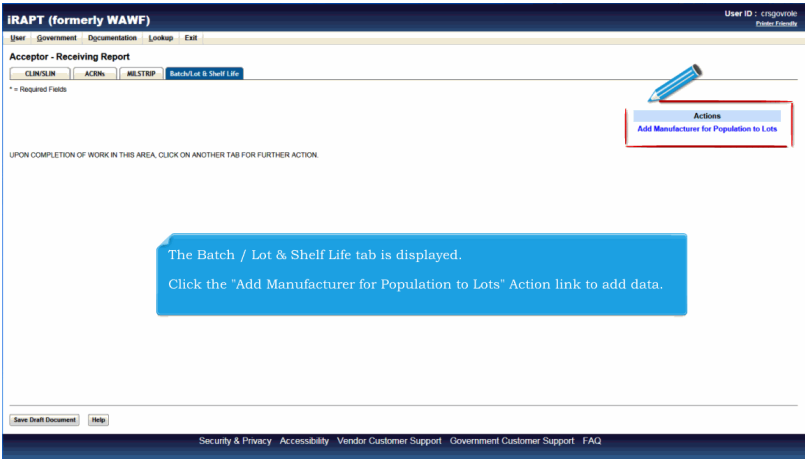 iRAPT (formerly WAWF)
User ID : crsgovrole
Printer Friendly
User Government Documentation Lookup Exit
Acceptor - Receiving Report
CLIN/SLIN ACRNs MILSTRIP Batch/Lot & Shelf Life
* = Required Fields
Actions
Add Manufacturer for Population to Lots
UPON COMPLETION OF WORK IN THIS AREA, CLICK ON ANOTHER TAB FOR FURTHER ACTION.
The Batch / Lot & Shelf Life tab is displayed.
Click the "Add Manufacturer for Population to Lots" Action link to add data.
Save Draft Document Help
Security & Privacy Accessibility Vendor Customer Support Government Customer Support FAQ